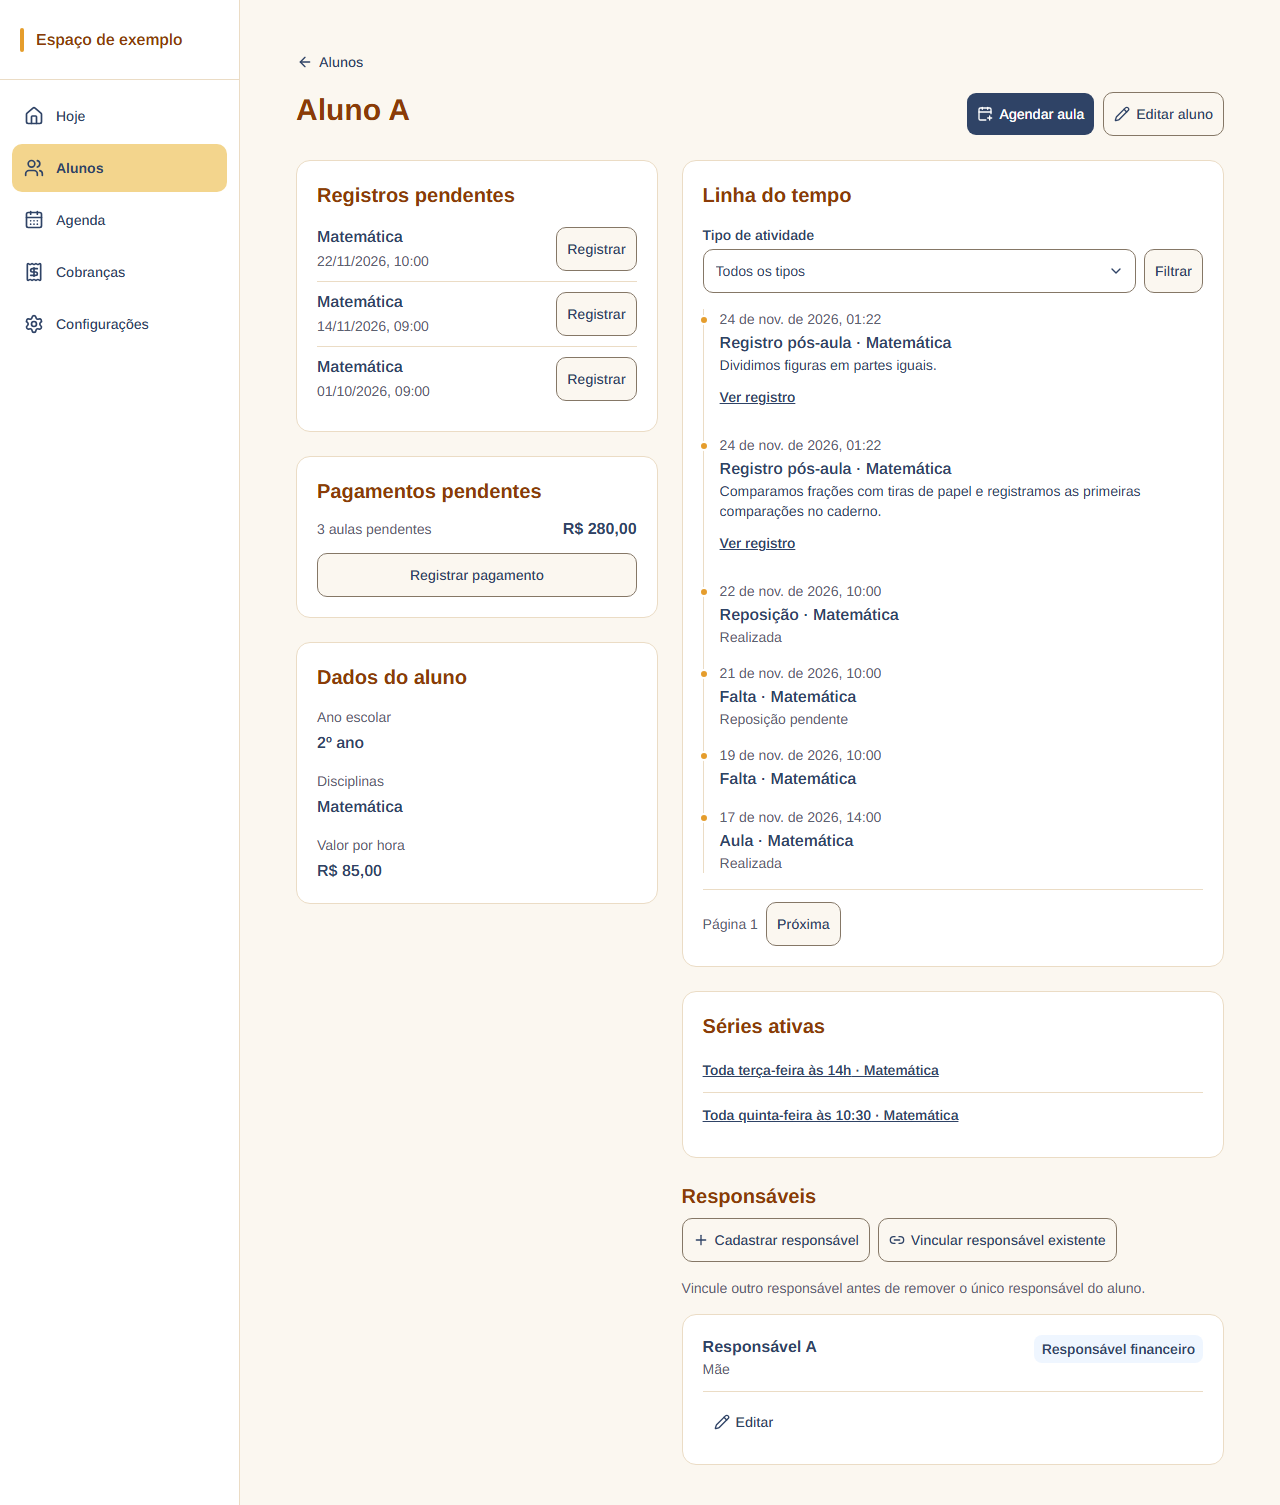 Espaço de exemplo
Hoje
Alunos
Agenda
Cobranças
Configurações
Alunos
Aluno A
Agendar aula
Editar aluno
Registros pendentes
Matemática
22/11/2026, 10:00
Registrar
Matemática
14/11/2026, 09:00
Registrar
Matemática
01/10/2026, 09:00
Registrar
Pagamentos pendentes
3 aulas pendentes
R$ 280,00
Registrar pagamento
Dados do aluno
Ano escolar
2º ano
Disciplinas
Matemática
Valor por hora
R$ 85,00
Linha do tempo
Tipo de atividade
Todos os tipos
Filtrar
24 de nov. de 2026, 01:22
Registro pós-aula · Matemática
Dividimos figuras em partes iguais.
Ver registro
24 de nov. de 2026, 01:22
Registro pós-aula · Matemática
Comparamos frações com tiras de papel e registramos as primeiras
comparações no caderno.
Ver registro
22 de nov. de 2026, 10:00
Reposição · Matemática
Realizada
21 de nov. de 2026, 10:00
Falta · Matemática
Reposição pendente
19 de nov. de 2026, 10:00
Falta · Matemática
17 de nov. de 2026, 14:00
Aula · Matemática
Realizada
Página 1
Próxima
Séries ativas
Toda terça-feira às 14h · Matemática
Toda quinta-feira às 10:30 · Matemática
Responsáveis
Cadastrar responsável
Vincular responsável existente
Vincule outro responsável antes de remover o único responsável do aluno.
Responsável A
Responsável financeiro
Mãe
Editar